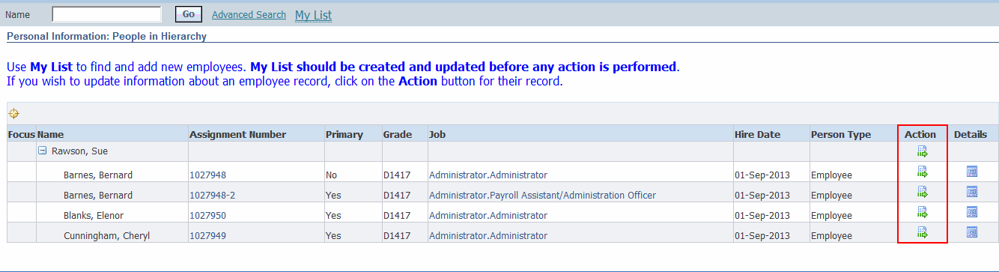 Name Go Advanced Search My List
Personal Information: People in Hierarchy
Use My List to find and add new employees. My List should be created and updated before any action is performed.
If you wish to update information about an employee record, click on the Action button for their record.
Focus Name Assignment Number Primary Grade Job Hire Date Person Type Action Details
Rawson, Sue
Barnes, Bernard 1027948 No D1417 Administrator.Administrator 01-Sep-2013 Employee
Barnes, Bernard 1027948-2 Yes D1417 Administrator.Payroll Assistant/Administration Officer 01-Sep-2013 Employee
Blanks, Elenor 1027950 Yes D1417 Administrator.Administrator 01-Sep-2013 Employee
Cunningham, Cheryl 1027949 Yes D1417 Administrator.Administrator 01-Sep-2013 Employee